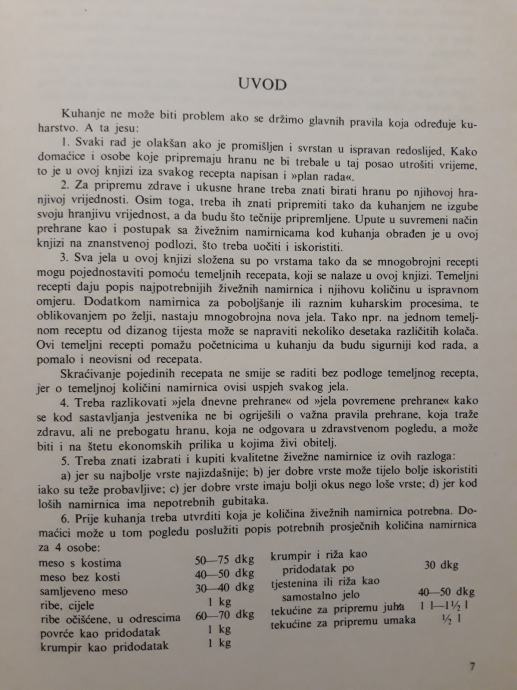 UVOD
Kuhanje ne može biti problem ako se držimo glavnih pravila koja određuje ku-
harstvo. A ta jesu:
1. Svaki rad je olakšan ako je promišljen i svrstan u ispravan redoslijed. Kako
domaćice i osobe koje pripremaju hranu ne bi trebale u taj posao utrošiti vrijeme,
to je u ovoj knjizi iza svakog recepta napisan i »plan rada«.
2. Za pripremu zdrave i ukusne hrane treba znati birati hranu po njihovoj hra-
njivoj vrijednosti. Osim toga, treba ih znati pripremiti tako da kuhanjem ne izgube
svoju hranjivu vrijednost, a da budu što tečnije pripremljene. Upute u suvremeni način
prehrane kao i postupak sa živežnim namirnicama kod kuhanja obrađen je u ovoj
knjizi na znanstvenoj podlozi, što treba uočiti i iskoristiti.
3. Sva jela u ovoj knjizi složena su po vrstama tako da se mnogobrojni recepti
mogu pojednostaviti pomoću temeljnih recepata, koji se nalaze u ovoj knjizi. Temeljni
recepti daju popis najpotrebnijih živežnih namirnica i njihovu količinu u ispravnom
omjeru. Dodatkom namirnica za poboljšanje ili raznim kuharskim procesima, te
oblikovanjem po želji, nastaju mnogobrojna nova jela. Tako npr. na jednom temelj-
nom receptu od dizanog tijesta može se napraviti nekoliko desetaka različitih kolača.
Ovi temeljni recepti pomažu početnicima u kuhanju da budu sigurniji kod rada, a
pomalo i neovisni od recepata.
Skraćivanje pojedinih recepata ne smije se raditi bez podloge temeljnog recepta,
jer o temeljnoj količini namirnica ovisi uspjeh svakog jela.
4. Treba razlikovati »jela dnevne prehrane« od »jela povremene prehrane« kako
se kod sastavljanja jestvenika ne bi ogriješili o važna pravila prehrane, koja traže
zdravu, ali ne prebogatu hranu, koja ne odgovara u zdravstvenom pogledu, a može
biti i na štetu ekonomskih prilika u kojima živi obitelj.
5. Treba znati izabrati i kupiti kvalitetne živežne namirnice iz ovih razloga:
a) jer su najbolje vrste najizdašnije; b) jer dobre vrste može tijelo bolje iskoristiti
iako su teže probavljive; c) jer dobre vrste imaju bolji okus nego loše vrste; d) jer kod
loših namirnica ima nepotrebnih gubitaka.
6. Prije kuhanja treba utvrditi koja je količina živežnih namirnica potrebna. Do-
maćici može u tom pogledu poslužiti popis potrebnih prosječnih količina namirnica
za 4 osobe:
meso s kostima 50—75 dkg
meso bez kosti 40—50 dkg
samljeveno meso 30—40 dkg
ribe, cijele 1 kg
ribe očišćene, u odrescima 60—70 dkg
povrće kao pridodatak 1 kg
krumpir kao pridodatak 1 kg
krumpir i riža kao
pridodatak po 30 dkg
tjestenina ili riža kao
samostalno jelo 40—50 dkg
tekućine za pripremu juha 1 l—1½ l
tekućine za pripremu umaka ½ l
7